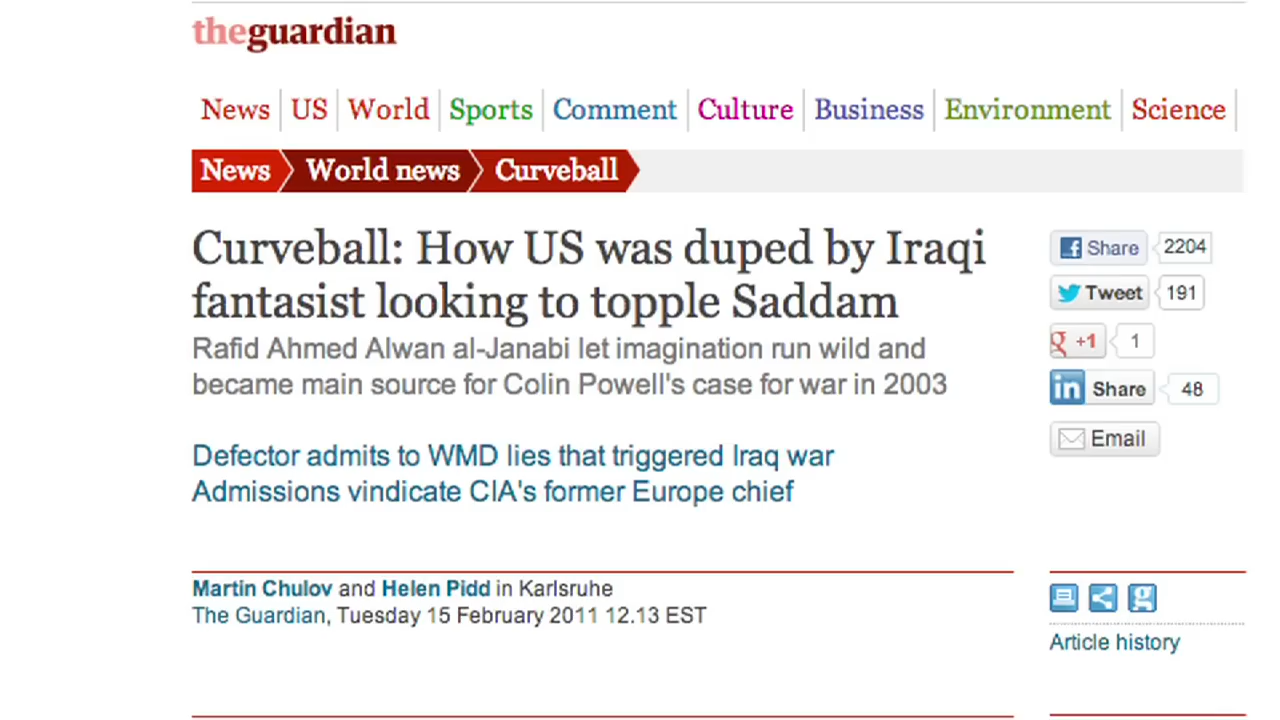 theguardian
News US World Sports Comment Culture Business Environment Science
News World news Curveball
Curveball: How US was duped by Iraqi
fantasist looking to topple Saddam
Rafid Ahmed Alwan al-Janabi let imagination run wild and
became main source for Colin Powell's case for war in 2003
Defector admits to WMD lies that triggered Iraq war
Admissions vindicate CIA's former Europe chief
Martin Chulov and Helen Pidd in Karlsruhe
The Guardian, Tuesday 15 February 2011 12.13 EST
f Share 2204
Tweet 191
g +1 1
in Share 48
Email
g
Article history